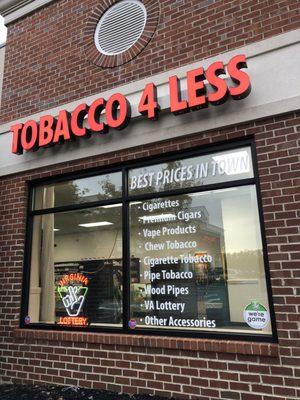 TOBACCO 4 LESS
BEST PRICES IN TOWN
· Cigarettes
· Premium Cigars
· Vape Products
· Chew Tobacco
· Cigarette Tobacco
· Pipe Tobacco
· Wood Pipes
· VA Lottery
· Other Accessories
VIRGINIA
LOTTERY
we're
game